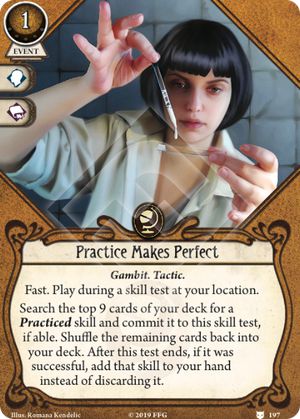 1
EVENT
Practice Makes Perfect
Gambit. Tactic.
Fast. Play during a skill test at your location.
Search the top 9 cards of your deck for a
Practiced skill and commit it to this skill test,
if able. Shuffle the remaining cards back into
your deck. After this test ends, if it was
successful, add that skill to your hand
instead of discarding it.
Illus. Romana Kendelic
© 2019 FFG
197